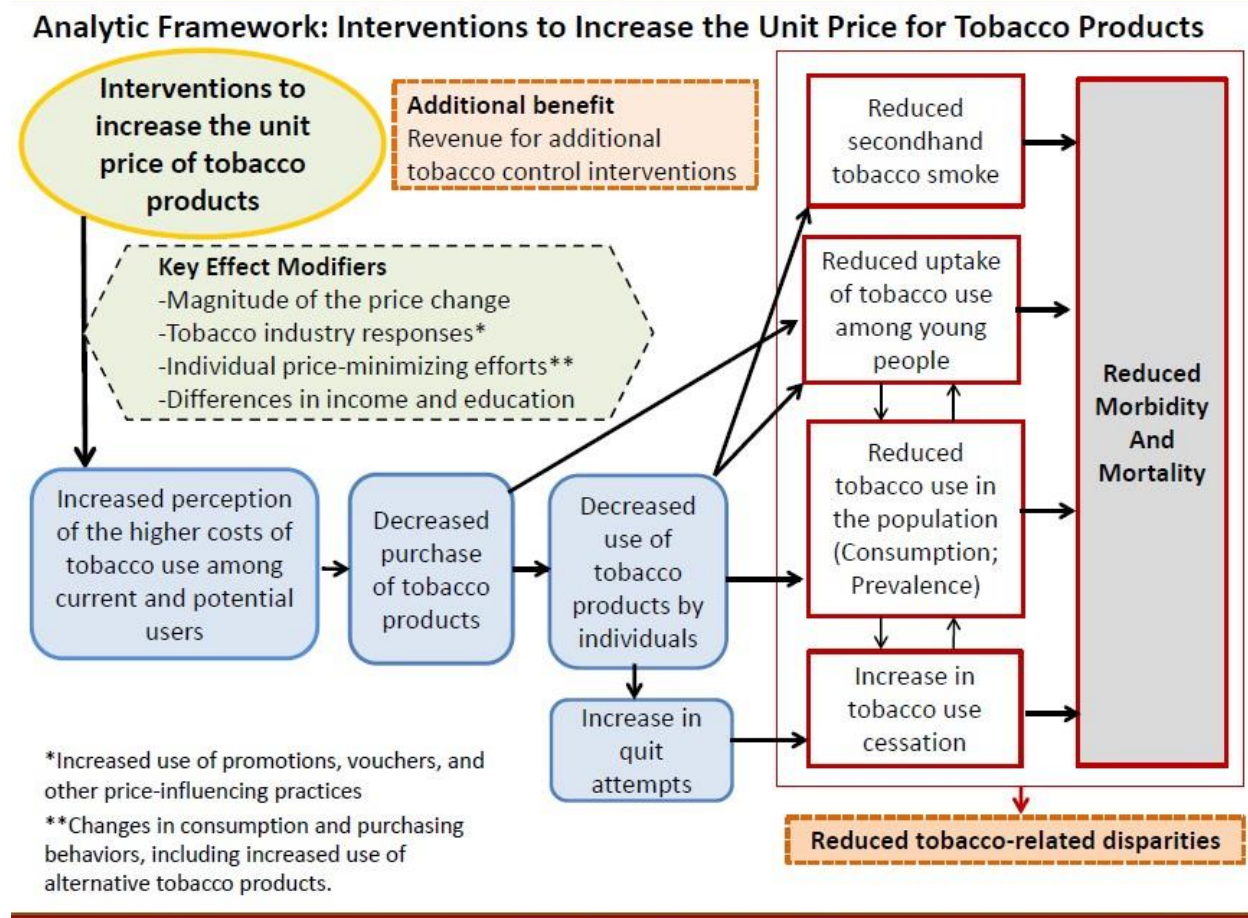 Analytic Framework: Interventions to Increase the Unit Price for Tobacco Products
Interventions to
increase the unit
price of tobacco
products
Additional benefit
Revenue for additional
tobacco control interventions
Key Effect Modifiers
-Magnitude of the price change
-Tobacco industry responses*
-Individual price-minimizing efforts**
-Differences in income and education
Increased perception
of the higher costs of
tobacco use among
current and potential
users
Decreased
purchase
of tobacco
products
Decreased
use of
tobacco
products by
individuals
Increase in
quit
attempts
Reduced
secondhand
tobacco smoke
Reduced uptake
of tobacco use
among young
people
Reduced
tobacco use in
the population
(Consumption;
Prevalence)
Increase in
tobacco use
cessation
Reduced
Morbidity
And
Mortality
Reduced tobacco-related disparities
*Increased use of promotions, vouchers, and
other price-influencing practices
**Changes in consumption and purchasing
behaviors, including increased use of
alternative tobacco products.